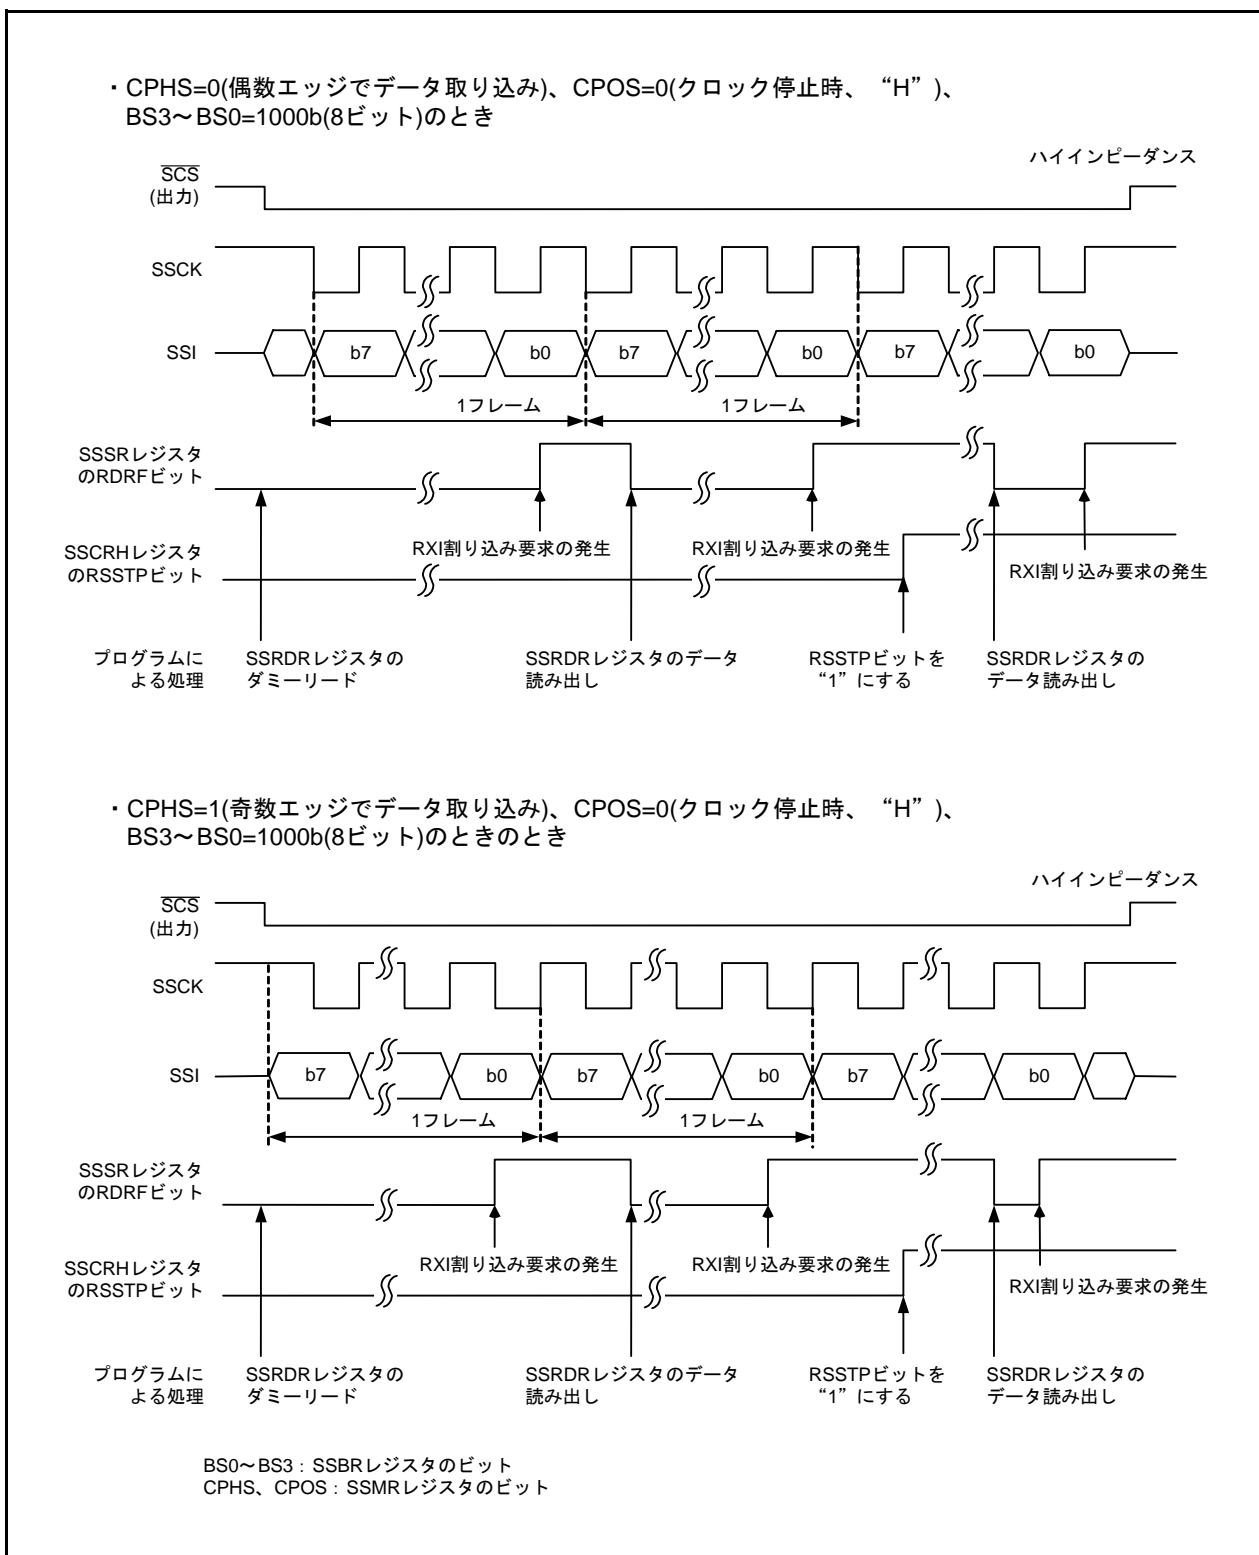 ・CPHS=0(偶数エッジでデータ取り込み)、CPOS=0(クロック停止時、“H”)、
BS3～BS0=1000b(8ビット)のとき
ハイインピーダンス
SCS
(出力)
SSCK
SSI
b7
b0
b7
b0
b7
b0
1フレーム
1フレーム
SSSRレジスタ
のRDRFビット
RXI割り込み要求の発生
RXI割り込み要求の発生
SSCRHレジスタ
のRSSTPビット
RXI割り込み要求の発生
プログラムに
よる処理
SSRDRレジスタの
ダミーリード
SSRDRレジスタのデータ
読み出し
RSSTPビットを
“1”にする
SSRDRレジスタの
データ読み出し
・CPHS=1(奇数エッジでデータ取り込み)、CPOS=0(クロック停止時、“H”)、
BS3～BS0=1000b(8ビット)のときのとき
ハイインピーダンス
SCS
(出力)
SSCK
SSI
b7
b0
b7
b0
b7
b0
1フレーム
1フレーム
SSSRレジスタ
のRDRFビット
RXI割り込み要求の発生
RXI割り込み要求の発生
SSCRHレジスタ
のRSSTPビット
RXI割り込み要求の発生
プログラムに
よる処理
SSRDRレジスタの
ダミーリード
SSRDRレジスタのデータ
読み出し
RSSTPビットを
“1”にする
SSRDRレジスタの
データ読み出し
BS0～BS3：SSBRレジスタのビット
CPHS、CPOS：SSMRレジスタのビット